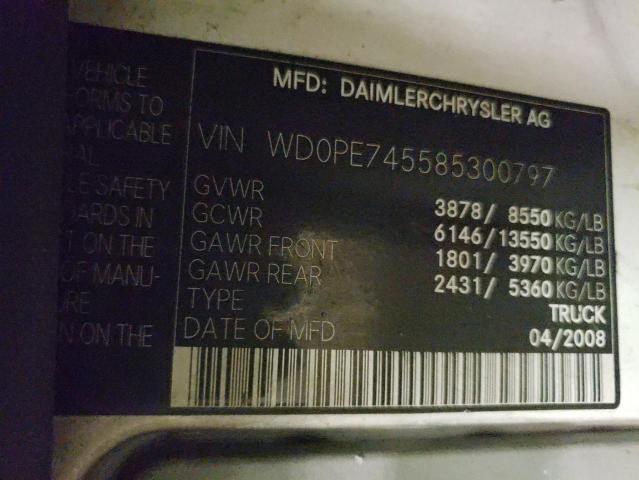 MFD: DAIMLERCHRYSLER AG
VIN WD0PE745585300797
GVWR 3878/ 8550 KG/LB
GCWR 6146/13550 KG/LB
GAWR FRONT 1801/ 3970 KG/LB
GAWR REAR 2431/ 5360 KG/LB
TYPE TRUCK
DATE OF MFD 04/2008
VEHICLE
ORMS TO
APPLICABLE
AL
E SAFETY
DARDS IN
T ON THE
OF MANU-
RE
N ON THE